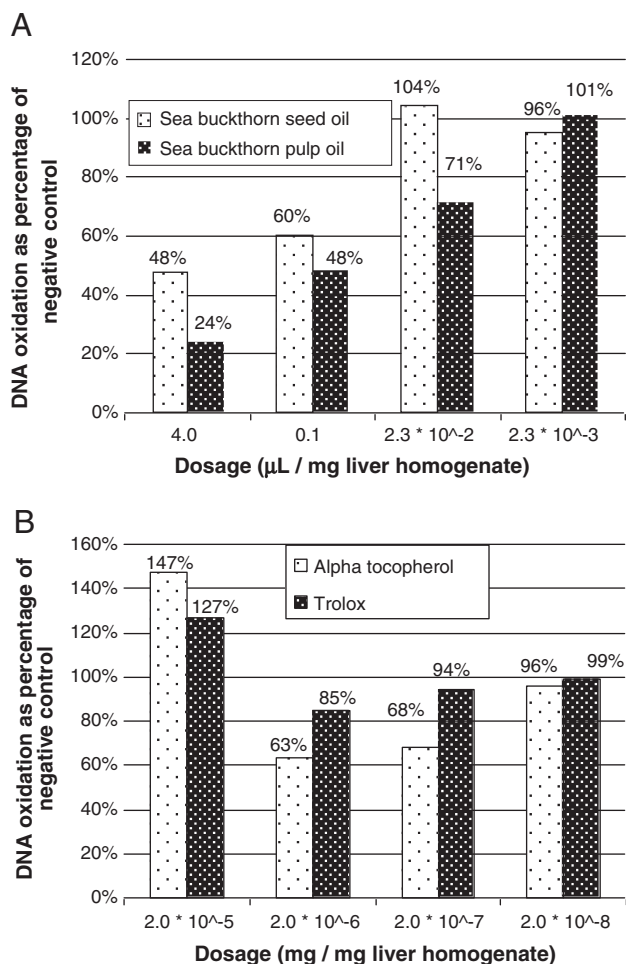 A
DNA oxidation as percentage of
negative control
120%
100%
80%
60%
40%
20%
0%
Sea buckthorn seed oil
Sea buckthorn pulp oil
48%
24%
60%
48%
104%
71%
96%
101%
4.0
0.1
2.3 * 10^-2
2.3 * 10^-3
Dosage (µL / mg liver homogenate)
B
DNA oxidation as percentage of
negative control
160%
140%
120%
100%
80%
60%
40%
20%
0%
Alpha tocopherol
Trolox
147%
127%
63%
85%
68%
94%
96%
99%
2.0 * 10^-5
2.0 * 10^-6
2.0 * 10^-7
2.0 * 10^-8
Dosage (mg / mg liver homogenate)